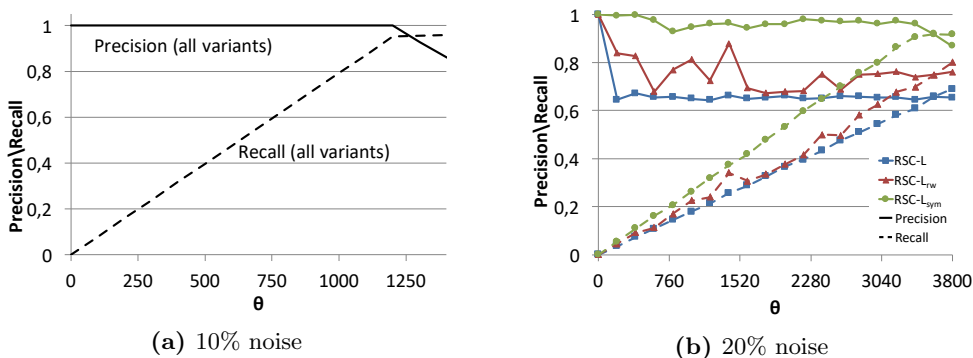 Precision\Recall
1
0,8
0,6
0,4
0,2
0
Precision (all variants)
Recall (all variants)
0
250
500
750
1000
1250
θ
(a) 10% noise
Precision\Recall
1
0,8
0,6
0,4
0,2
0
RSC-L
RSC-Lrw
RSC-Lsym
Precision
Recall
0
760
1520
2280
3040
3800
θ
(b) 20% noise